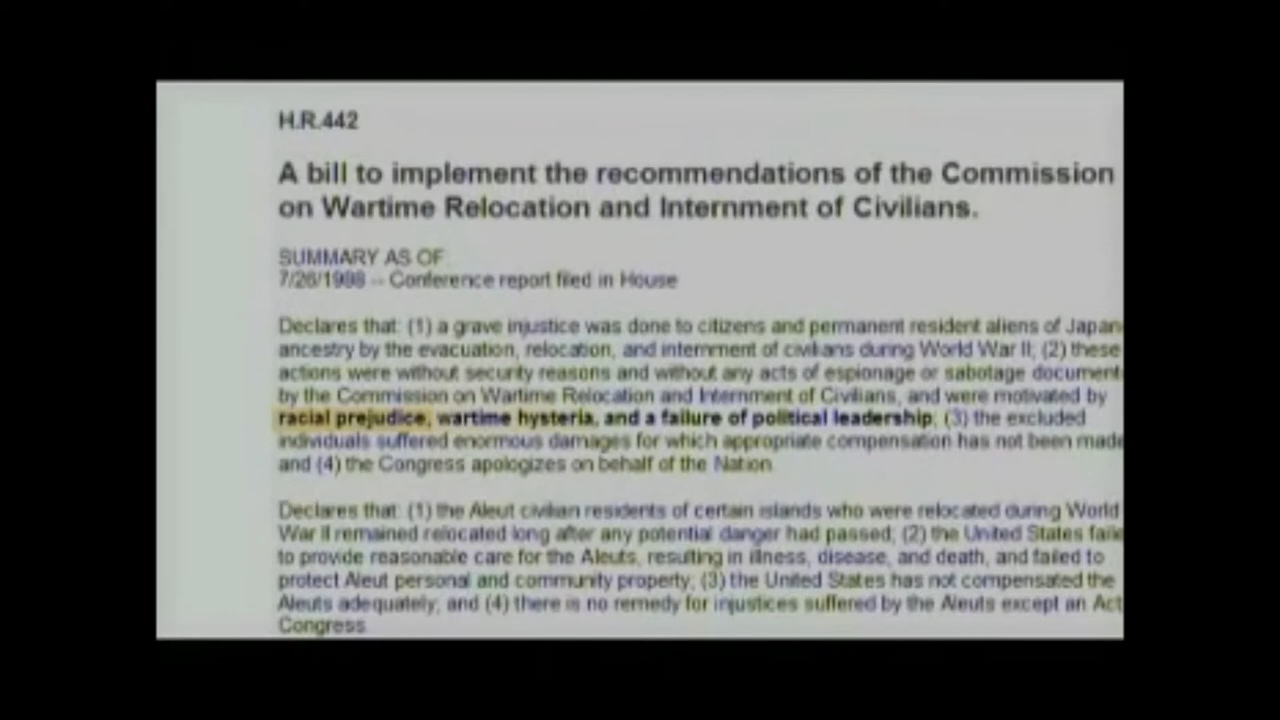 H.R.442
A bill to implement the recommendations of the Commission
on Wartime Relocation and Internment of Civilians.
SUMMARY AS OF
7/26/1988 -- Conference report filed in House
Declares that: (1) a grave injustice was done to citizens and permanent resident aliens of Japan
ancestry by the evacuation, relocation, and internment of civilians during World War II; (2) these
actions were without security reasons and without any acts of espionage or sabotage document
by the Commission on Wartime Relocation and Internment of Civilians, and were motivated by
racial prejudice, wartime hysteria, and a failure of political leadership; (3) the excluded
individuals suffered enormous damages for which appropriate compensation has not been made
and (4) the Congress apologizes on behalf of the Nation.
Declares that: (1) the Aleut civilian residents of certain islands who were relocated during World
War II remained relocated long after any potential danger had passed; (2) the United States faile
to provide reasonable care for the Aleuts, resulting in illness, disease, and death, and failed to
protect Aleut personal and community property; (3) the United States has not compensated the
Aleuts adequately; and (4) there is no remedy for injustices suffered by the Aleuts except an Act
Congress.